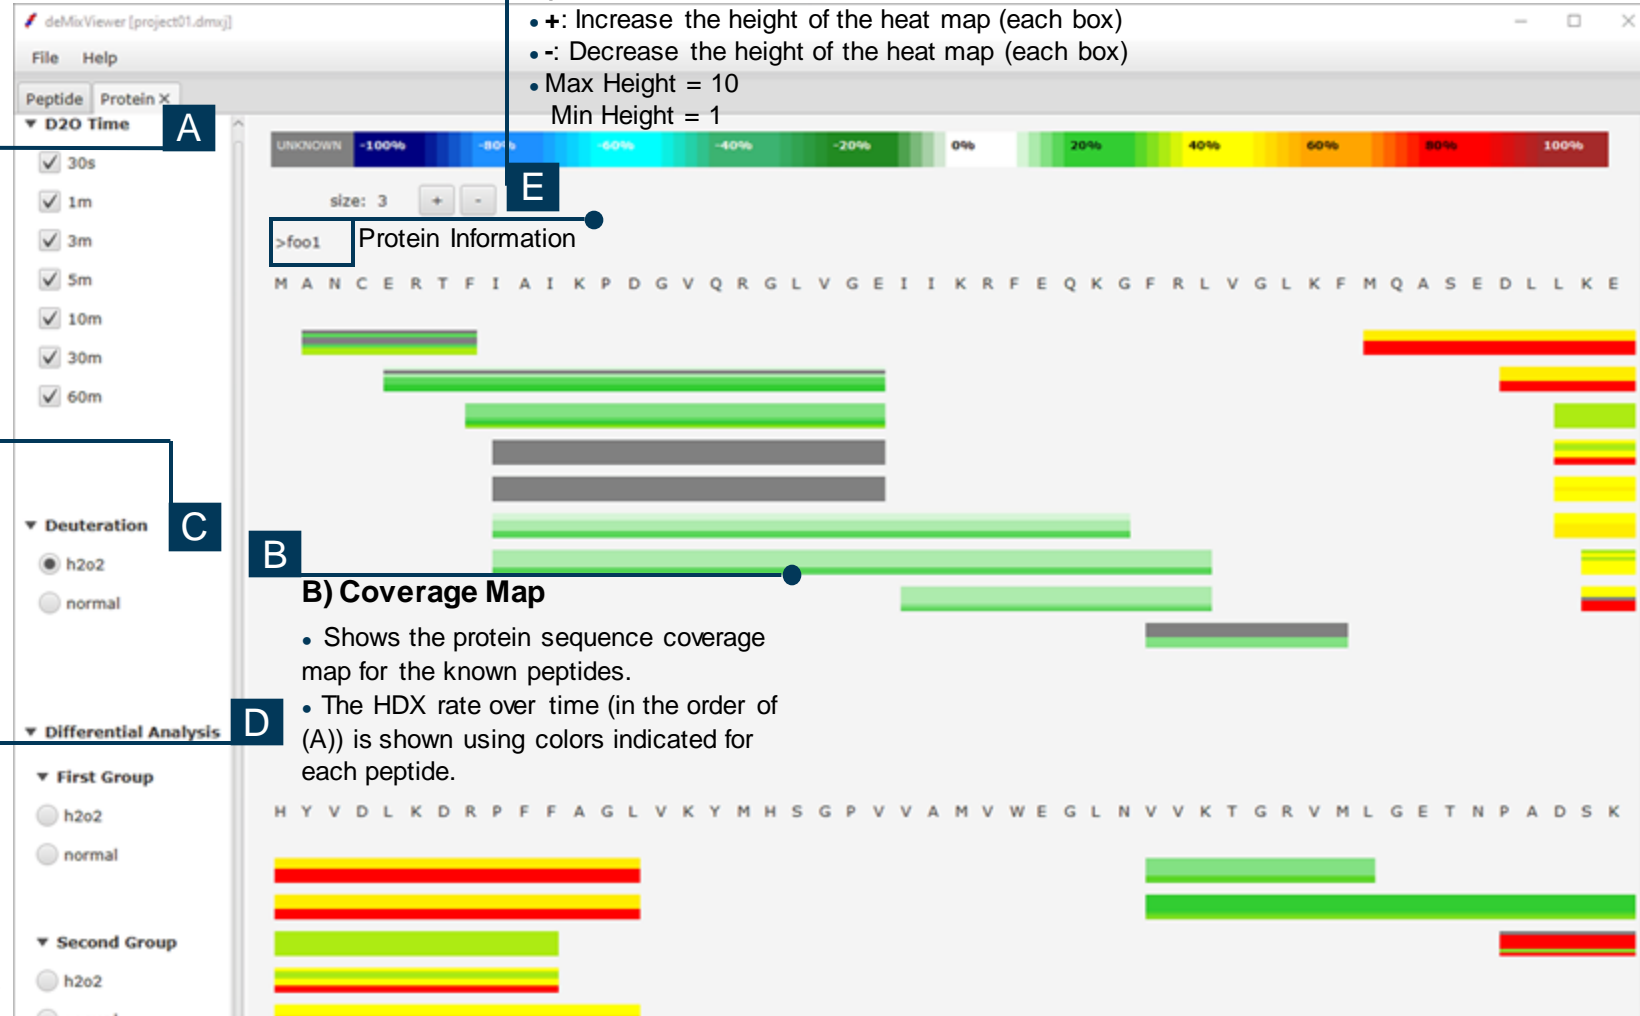 • +: Increase the height of the heat map (each box)
deMixViewer [project01.dmxj]
• -: Decrease the height of the heat map (each box)
File Help
• Max Height = 10
Peptide Protein ×
Min Height = 1
D2O Time
A
UNKNOWN -100% -80% -60% -40% -20% 0% 20% 40% 60% 80% 100%
30s
E
1m
size: 3 + -
3m
>foo1 Protein Information
5m
M A N C E R T F I A I K P D G V Q R G L V G E I I K R F E Q K G F R L V G L K F M Q A S E D L L K E
10m
30m
60m
C
Deuteration
B
h2o2
B) Coverage Map
normal
• Shows the protein sequence coverage
map for the known peptides.
• The HDX rate over time (in the order of
D
Differential Analysis
(A)) is shown using colors indicated for
each peptide.
First Group
h2o2
H Y V D L K D R P F F A G L V K Y M H S G P V V A M V W E G L N V V K T G R V M L G E T N P A D S K
normal
Second Group
h2o2